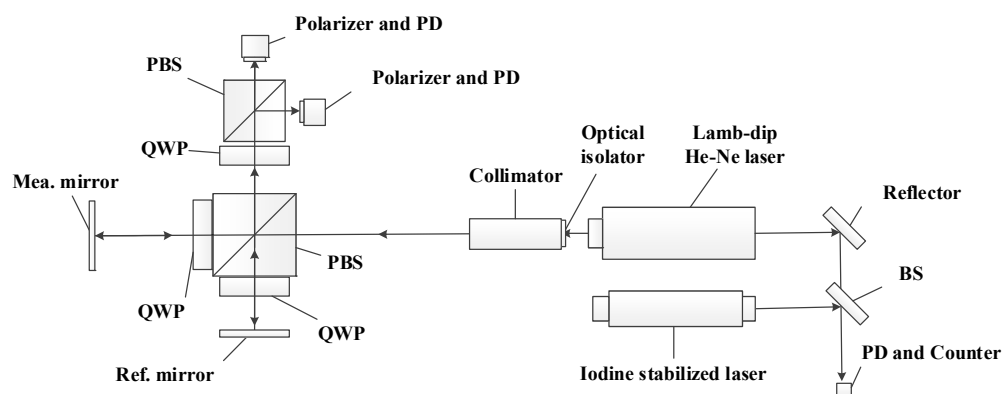 Polarizer and PD
PBS
Polarizer and PD
QWP
Optical
isolator
Lamb-dip
He-Ne laser
Mea. mirror
Collimator
Reflector
PBS
BS
QWP
QWP
Ref. mirror
Iodine stabilized laser
PD and Counter